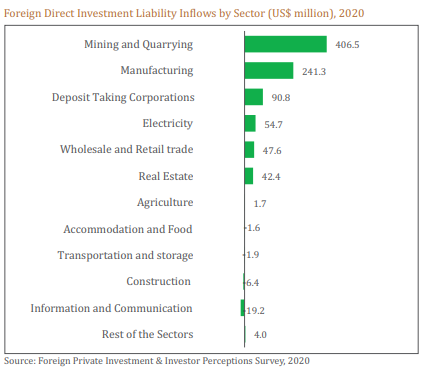 Foreign Direct Investment Liability Inflows by Sector (US$ million), 2020
Mining and Quarrying 406.5
Manufacturing 241.3
Deposit Taking Corporations 90.8
Electricity 54.7
Wholesale and Retail trade 47.6
Real Estate 42.4
Agriculture 1.7
Accommodation and Food -1.6
Transportation and storage -1.9
Construction -6.4
Information and Communication -19.2
Rest of the Sectors 4.0
Source: Foreign Private Investment & Investor Perceptions Survey, 2020